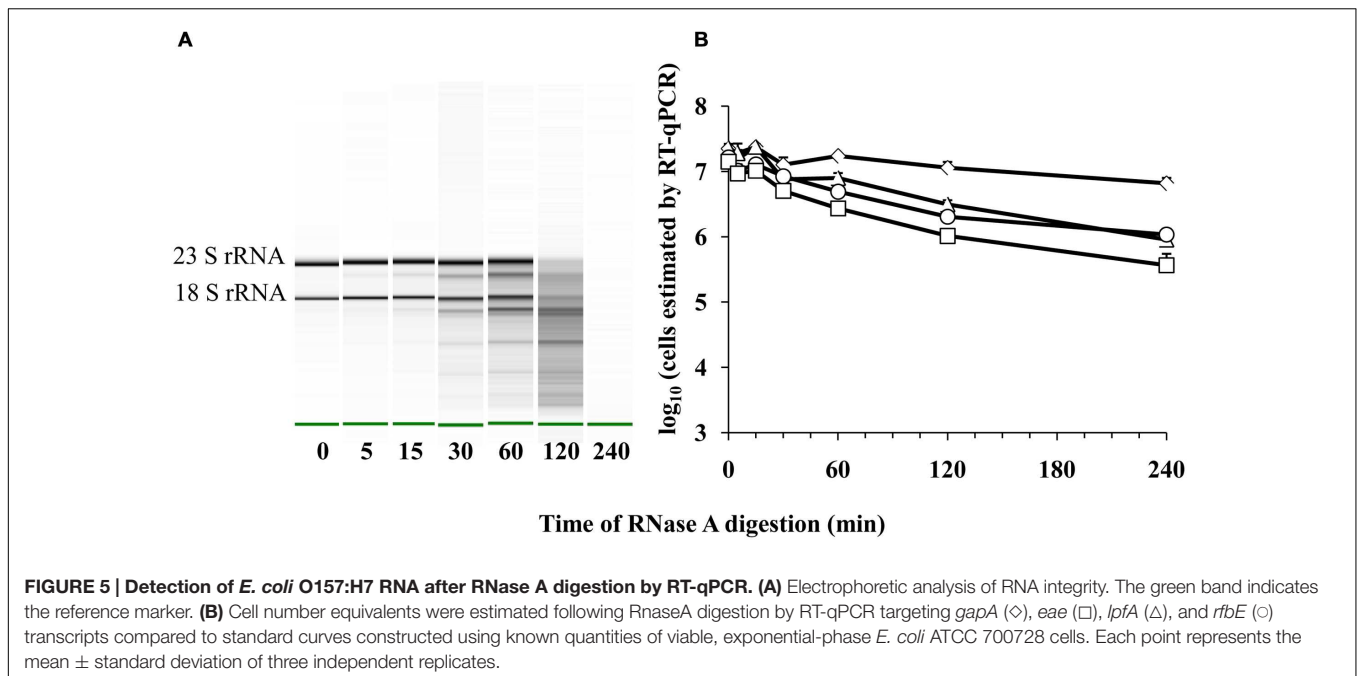 A
B
23 S rRNA
18 S rRNA
0 5 15 30 60 120 240
log₁₀ (cells estimated by RT-qPCR)
8
7
6
5
4
3
0 60 120 180 240
Time of RNase A digestion (min)
FIGURE 5 | Detection of E. coli O157:H7 RNA after RNase A digestion by RT-qPCR. (A) Electrophoretic analysis of RNA integrity. The green band indicates
the reference marker. (B) Cell number equivalents were estimated following RnaseA digestion by RT-qPCR targeting gapA (◇), eae (□), lpfA (△), and rfbE (○)
transcripts compared to standard curves constructed using known quantities of viable, exponential-phase E. coli ATCC 700728 cells. Each point represents the
mean ± standard deviation of three independent replicates.